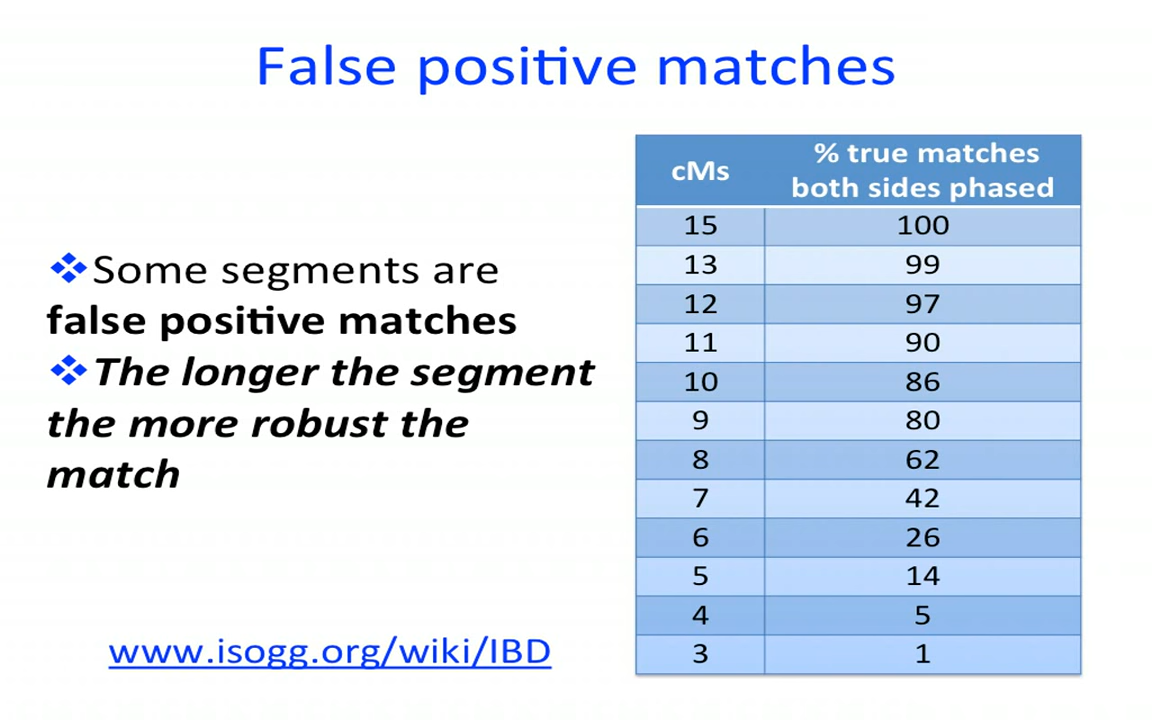 False positive matches
❖Some segments are
false positive matches
❖The longer the segment
the more robust the
match
www.isogg.org/wiki/IBD
cMs % true matches both sides phased
15 100
13 99
12 97
11 90
10 86
9 80
8 62
7 42
6 26
5 14
4 5
3 1